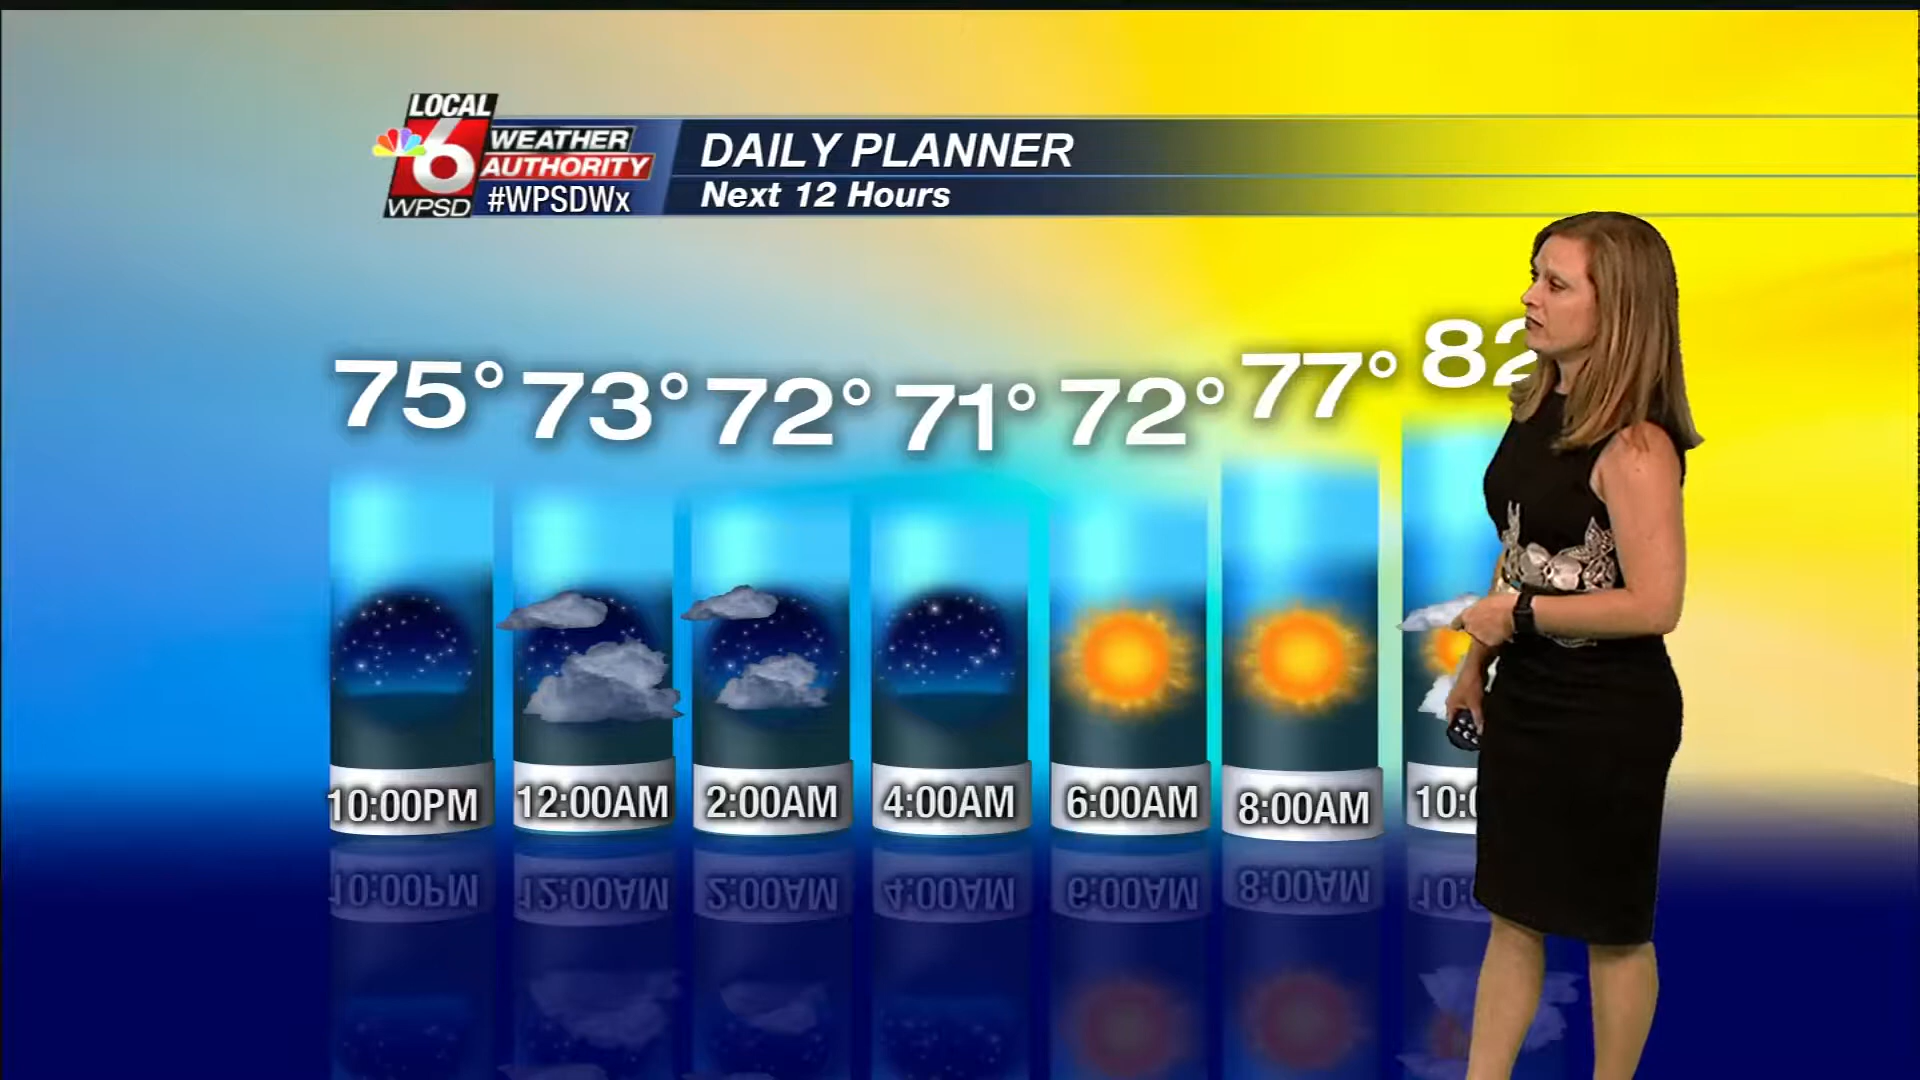 LOCAL
6
WEATHER
AUTHORITY
WPSD
#WPSDWx
DAILY PLANNER
Next 12 Hours
75° 73° 72° 71° 72° 77° 82
10:00PM 12:00AM 2:00AM 4:00AM 6:00AM 8:00AM